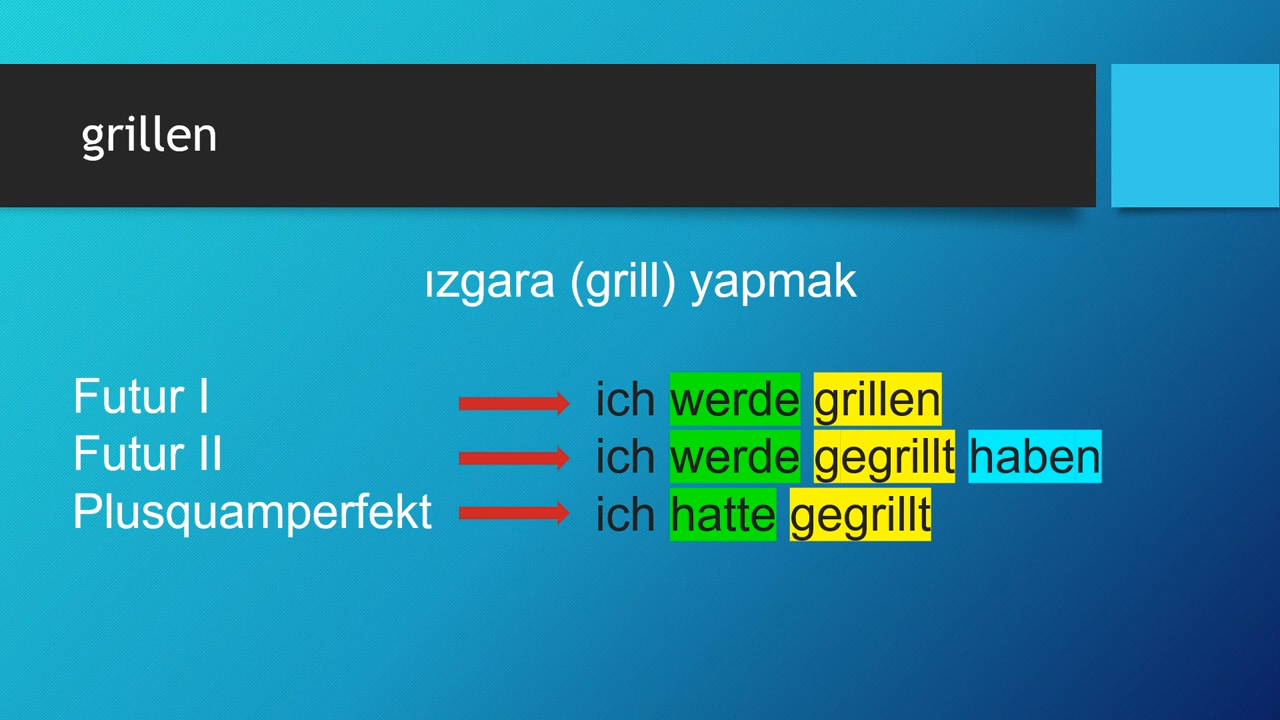 grillen
ızgara (grill) yapmak
Futur I ich werde grillen
Futur II ich werde gegrillt haben
Plusquamperfekt ich hatte gegrillt